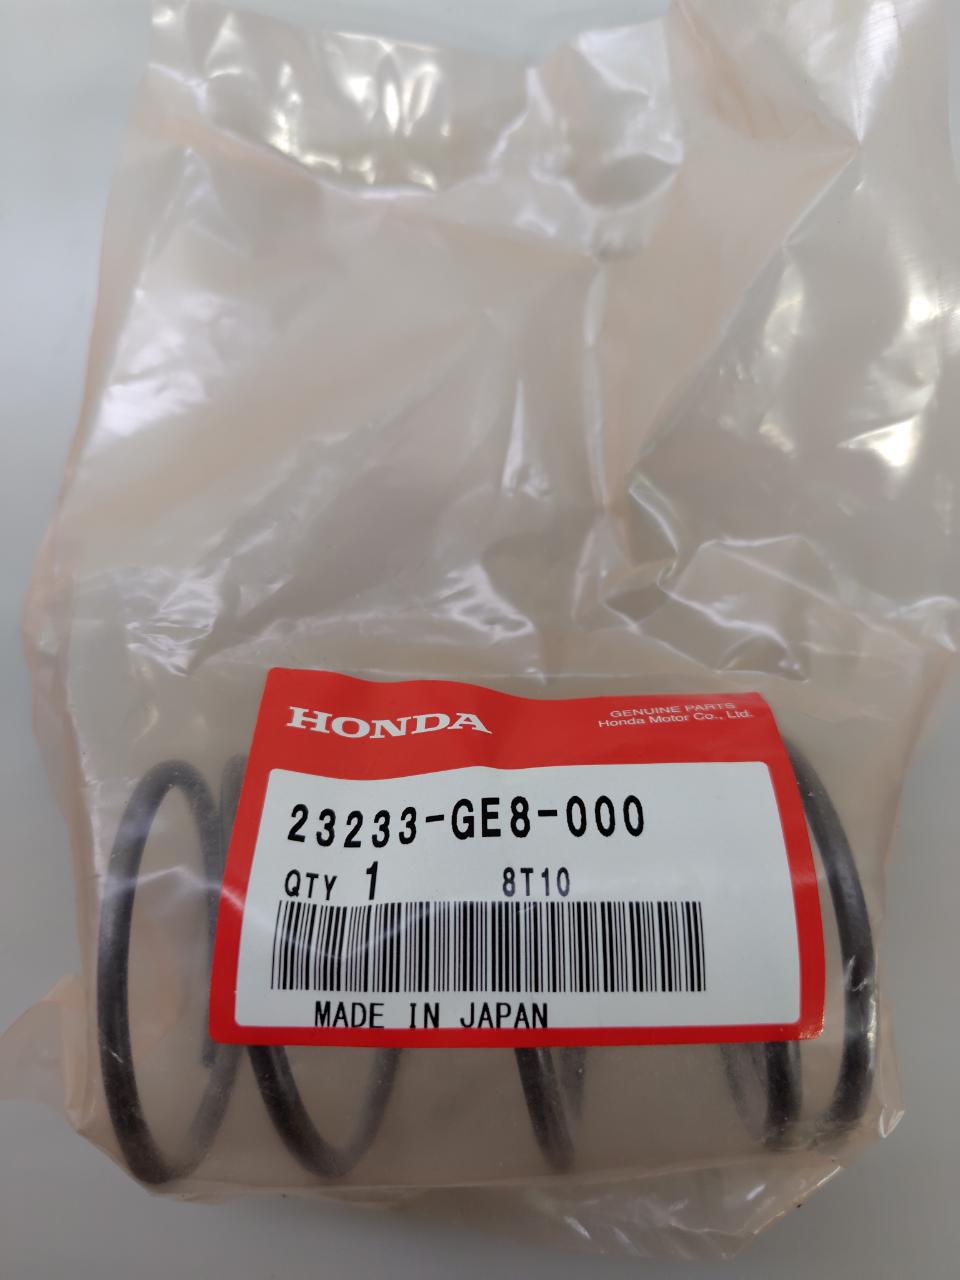 HONDA
GENUINE PARTS
Honda Motor Co., Ltd.
23233-GE8-000
QTY 1 8T10
MADE IN JAPAN